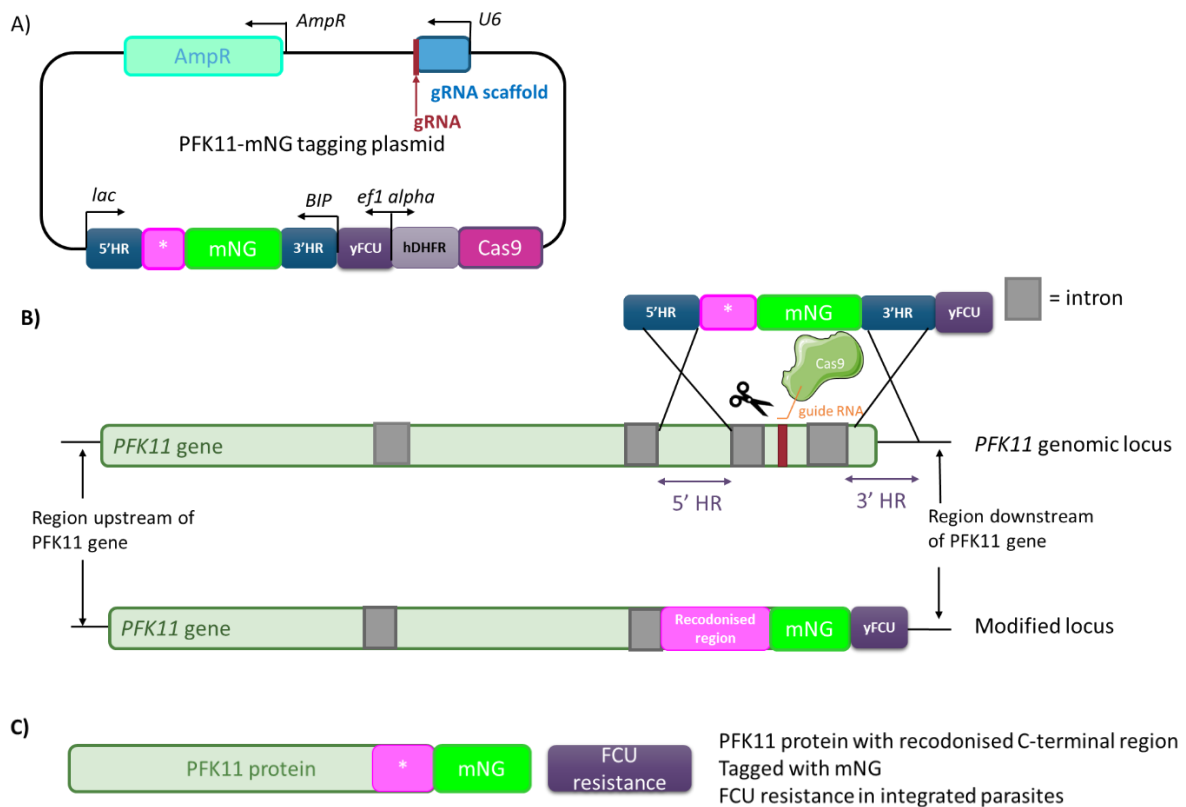 A)
AmpR
U6
AmpR
gRNA scaffold
gRNA
PFK11-mNG tagging plasmid
lac
BIP
ef1 alpha
5'HR
*
mNG
3'HR
yFCU
hDHFR
Cas9
B)
5'HR
*
mNG
3'HR
yFCU
= intron
Cas9
guide RNA
PFK11 gene
PFK11 genomic locus
5' HR
3' HR
Region upstream of
PFK11 gene
Region downstream
of PFK11 gene
PFK11 gene
Recodonised
region
mNG
yFCU
Modified locus
C)
PFK11 protein
*
mNG
FCU
resistance
PFK11 protein with recodonised C-terminal region
Tagged with mNG
FCU resistance in integrated parasites